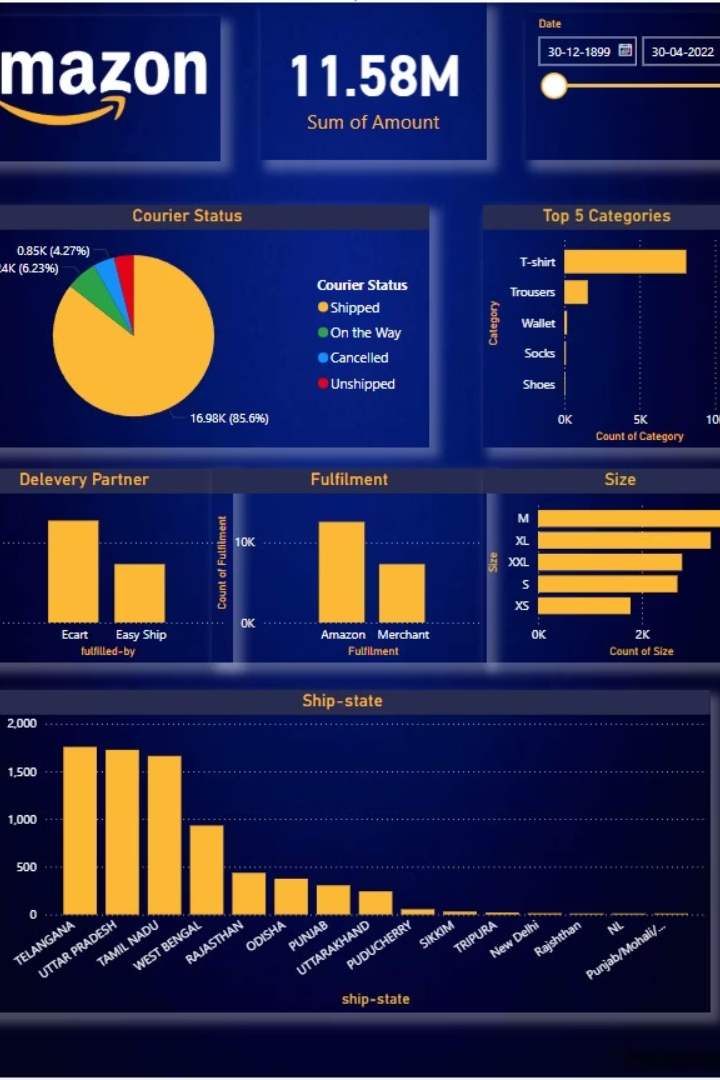 mazon
11.58M
Sum of Amount
Date
30-12-1899
30-04-2022
Courier Status
0.85K (4.27%)
4K (6.23%)
16.98K (85.6%)
Courier Status
Shipped
On the Way
Cancelled
Unshipped
Top 5 Categories
Category
T-shirt
Trousers
Wallet
Socks
Shoes
0K 5K 10
Count of Category
Delevery Partner
Ecart Easy Ship
fulfilled-by
Fulfilment
Count of Fulfilment
10K
0K
Amazon Merchant
Fulfilment
Size
Size
M
XL
XXL
S
XS
0K 2K
Count of Size
Ship-state
2,000
1,500
1,000
500
0
TELANGANA
UTTAR PRADESH
TAMIL NADU
WEST BENGAL
RAJASTHAN
ODISHA
PUNJAB
UTTARAKHAND
PUDUCHERRY
SIKKIM
TRIPURA
New Delhi
Rajshthan
NL
Punjab/Mohali/...
ship-state